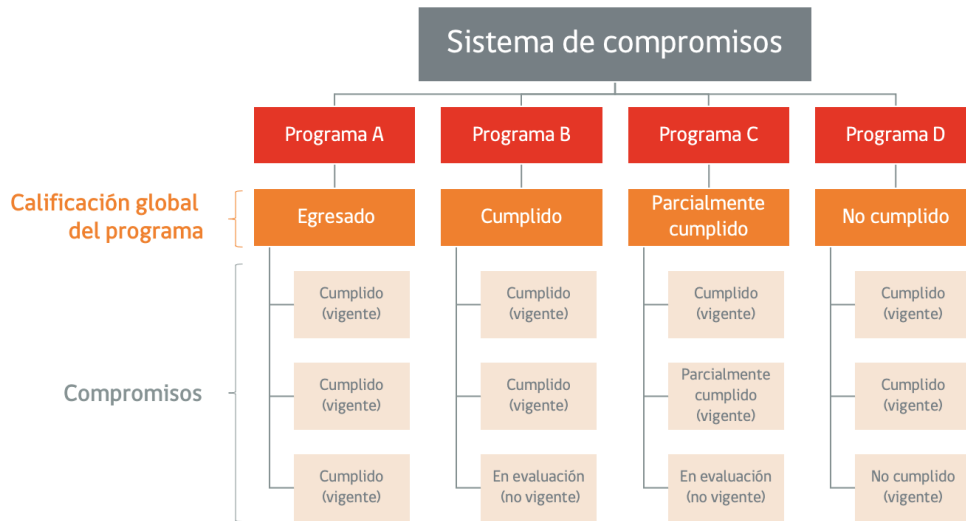 Sistema de compromisos
Programa A
Programa B
Programa C
Programa D
Calificación global
del programa
Egresado
Cumplido
Parcialmente
cumplido
No cumplido
Compromisos
Cumplido
(vigente)
Cumplido
(vigente)
Cumplido
(vigente)
Cumplido
(vigente)
Cumplido
(vigente)
Cumplido
(vigente)
Parcialmente
cumplido
(vigente)
Cumplido
(vigente)
Cumplido
(vigente)
En evaluación
(no vigente)
En evaluación
(no vigente)
No cumplido
(vigente)